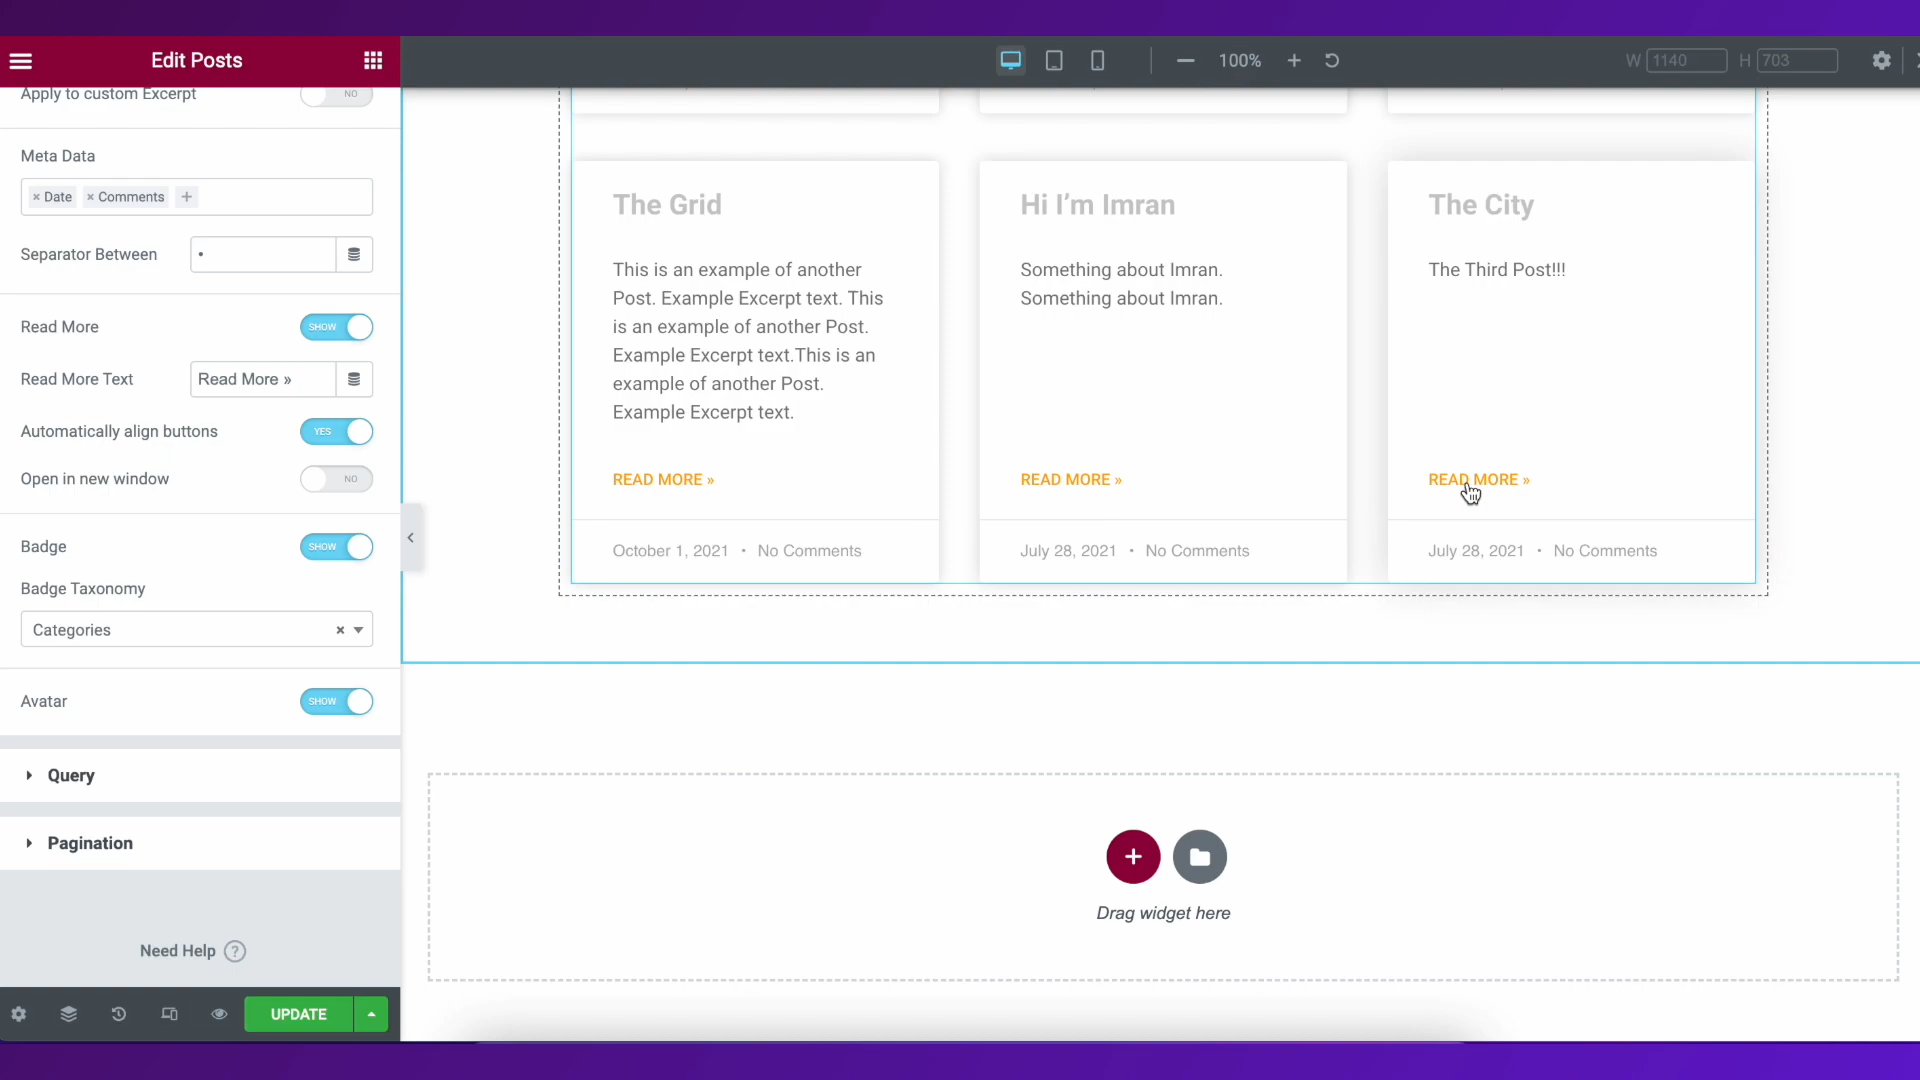 Edit Posts
100%
W 1140 H 703
Apply to custom Excerpt NO
Meta Data
× Date × Comments +
Separator Between •
Read More SHOW
Read More Text Read More »
Automatically align buttons YES
Open in new window NO
Badge SHOW
Badge Taxonomy
Categories ×
Avatar SHOW
Query
Pagination
Need Help ?
UPDATE
The Grid
This is an example of another
Post. Example Excerpt text. This
is an example of another Post.
Example Excerpt text.This is an
example of another Post.
Example Excerpt text.
READ MORE »
October 1, 2021 • No Comments
Hi I’m Imran
Something about Imran.
Something about Imran.
READ MORE »
July 28, 2021 • No Comments
The City
The Third Post!!!
READ MORE »
July 28, 2021 • No Comments
Drag widget here